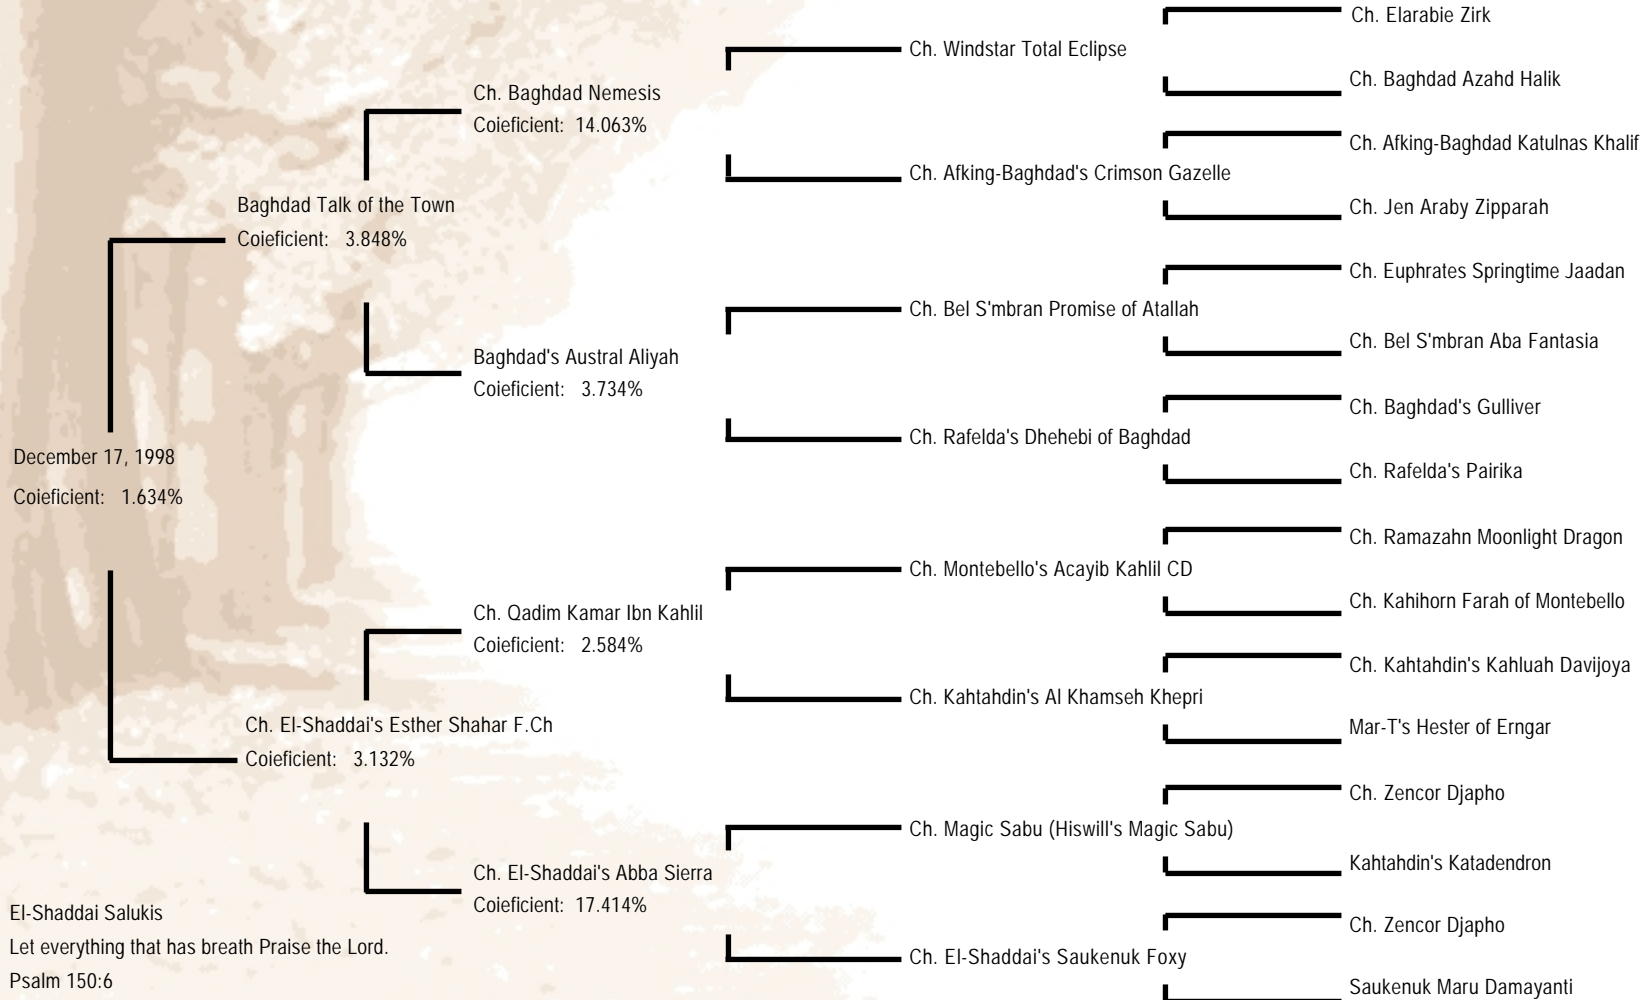 December 17, 1998
Coieficient: 1.634%
Baghdad Talk of the Town
Coieficient: 3.848%
Ch. El-Shaddai's Esther Shahar F.Ch
Coieficient: 3.132%
Ch. Baghdad Nemesis
Coieficient: 14.063%
Baghdad's Austral Aliyah
Coieficient: 3.734%
Ch. Qadim Kamar Ibn Kahlil
Coieficient: 2.584%
Ch. El-Shaddai's Abba Sierra
Coieficient: 17.414%
Ch. Windstar Total Eclipse
Ch. Afking-Baghdad's Crimson Gazelle
Ch. Bel S'mbran Promise of Atallah
Ch. Rafelda's Dhehebi of Baghdad
Ch. Montebello's Acayib Kahlil CD
Ch. Kahtahdin's Al Khamseh Khepri
Ch. Magic Sabu (Hiswill's Magic Sabu)
Ch. El-Shaddai's Saukenuk Foxy
Ch. Elarabie Zirk
Ch. Baghdad Azahd Halik
Ch. Afking-Baghdad Katulnas Khalif
Ch. Jen Araby Zipparah
Ch. Euphrates Springtime Jaadan
Ch. Bel S'mbran Aba Fantasia
Ch. Baghdad's Gulliver
Ch. Rafelda's Pairika
Ch. Ramazahn Moonlight Dragon
Ch. Kahihorn Farah of Montebello
Ch. Kahtahdin's Kahluah Davijoya
Mar-T's Hester of Erngar
Ch. Zencor Djapho
Kahtahdin's Katadendron
Ch. Zencor Djapho
Saukenuk Maru Damayanti
El-Shaddai Salukis
Let everything that has breath Praise the Lord.
Psalm 150:6